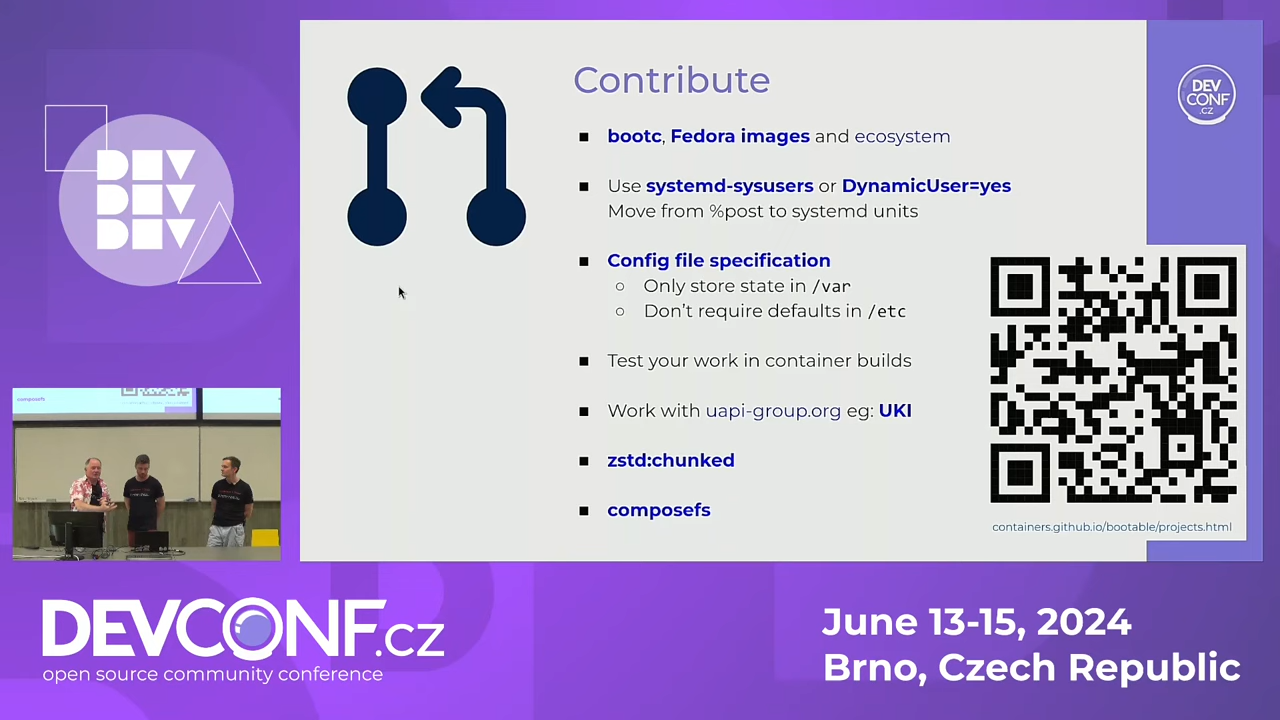 Contribute
bootc, Fedora images and ecosystem
Use systemd-sysusers or DynamicUser=yes
Move from %post to systemd units
Config file specification
Only store state in /var
Don't require defaults in /etc
Test your work in container builds
Work with uapi-group.org eg: UKI
zstd:chunked
composefs
containers.github.io/bootable/projects.html
DEV
CONF
.CZ
DEV
DEV
DEV
composefs
DEVCONF.cz
open source community conference
June 13-15, 2024
Brno, Czech Republic